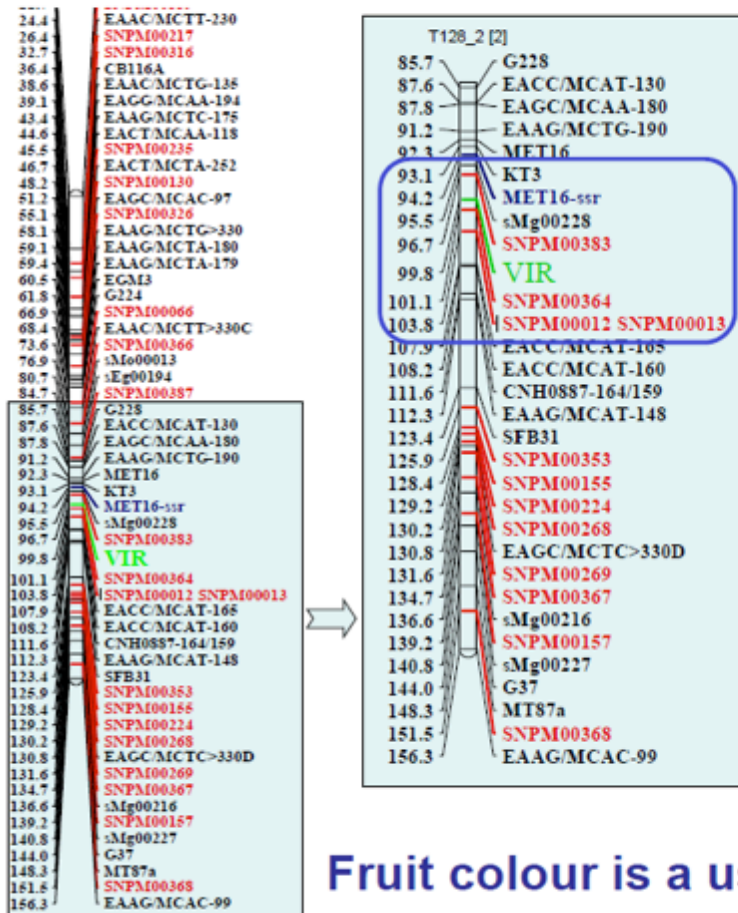 24.4 EAAC/MCTT-230
26.4 SNPM00217
32.7 SNPM00316
36.4 CB116A
38.6 EAAC/MCTG-135
39.1 EAGG/MCAA-194
43.4 EAAG/MCTC-175
44.6 EACT/MCAA-118
45.5 SNPM00235
46.7 EACT/MCTA-252
48.2 SNPM00130
51.2 EAGC/MCAC-97
55.1 SNPM00326
58.1 EAAG/MCTG>330
59.1 EAAG/MCTA-180
59.4 EAAG/MCTA-179
60.5 EGM3
61.8 G224
66.9 SNPM00066
68.4 EAAC/MCTT>330C
73.6 SNPM00366
76.9 sMo00013
80.7 sEg00194
84.7 SNPM00387
85.7 G228
87.6 EACC/MCAT-130
87.8 EAGC/MCAA-180
91.2 EAAG/MCTG-190
92.3 MET16
93.1 KT3
94.2 MET16-ssr
95.5 sMg00228
96.7 SNPM00383
99.8 VIR
101.1 SNPM00364
103.8 SNPM00012 SNPM00013
107.9 EACC/MCAT-165
108.2 EACC/MCAT-160
111.6 CNH0887-164/159
112.3 EAAG/MCAT-148
123.4 SFB31
125.9 SNPM00353
128.4 SNPM00155
129.2 SNPM00224
130.2 SNPM00268
130.8 EAGC/MCTC>330D
131.6 SNPM00269
134.7 SNPM00367
136.6 sMg00216
139.2 SNPM00157
140.8 sMg00227
144.0 G37
148.3 MT87a
151.5 SNPM00368
156.3 EAAG/MCAC-99
T128_2 [2]
85.7 G228
87.6 EACC/MCAT-130
87.8 EAGC/MCAA-180
91.2 EAAG/MCTG-190
92.3 MET16
93.1 KT3
94.2 MET16-ssr
95.5 sMg00228
96.7 SNPM00383
99.8 VIR
101.1 SNPM00364
103.8 SNPM00012 SNPM00013
107.9 EACC/MCAT-165
108.2 EACC/MCAT-160
111.6 CNH0887-164/159
112.3 EAAG/MCAT-148
123.4 SFB31
125.9 SNPM00353
128.4 SNPM00155
129.2 SNPM00224
130.2 SNPM00268
130.8 EAGC/MCTC>330D
131.6 SNPM00269
134.7 SNPM00367
136.6 sMg00216
139.2 SNPM00157
140.8 sMg00227
144.0 G37
148.3 MT87a
151.5 SNPM00368
156.3 EAAG/MCAC-99
Fruit colour is a